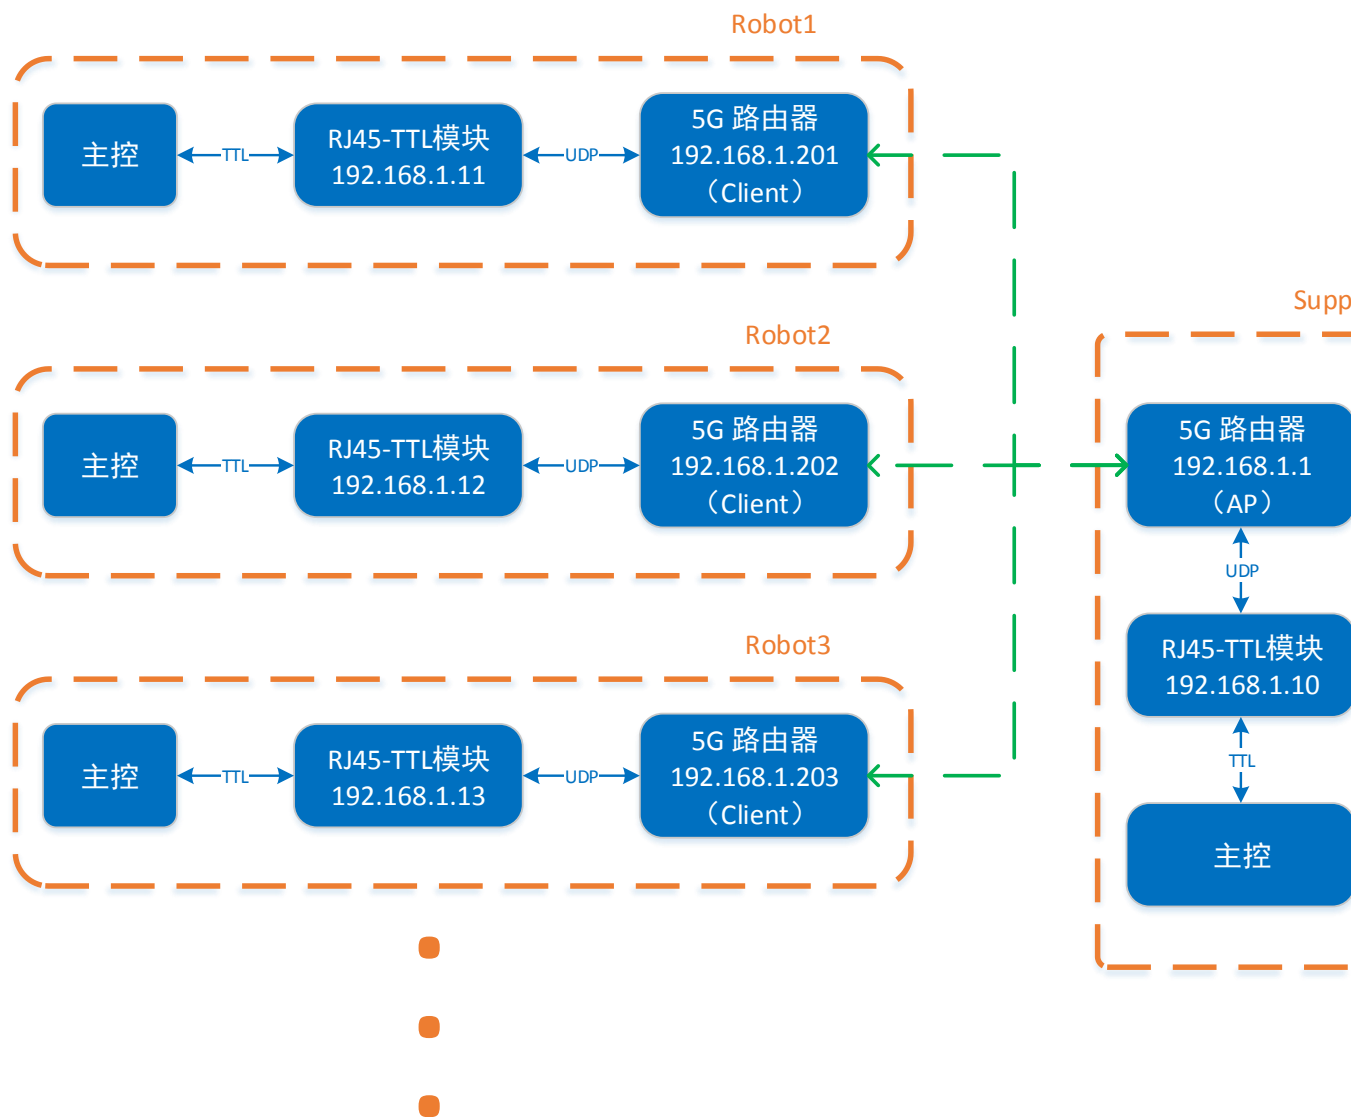 Robot1
主控
TTL
RJ45-TTL模块
192.168.1.11
UDP
5G 路由器
192.168.1.201
（Client）
Robot2
主控
TTL
RJ45-TTL模块
192.168.1.12
UDP
5G 路由器
192.168.1.202
（Client）
Robot3
主控
TTL
RJ45-TTL模块
192.168.1.13
UDP
5G 路由器
192.168.1.203
（Client）
Supp
5G 路由器
192.168.1.1
（AP）
UDP
RJ45-TTL模块
192.168.1.10
TTL
主控